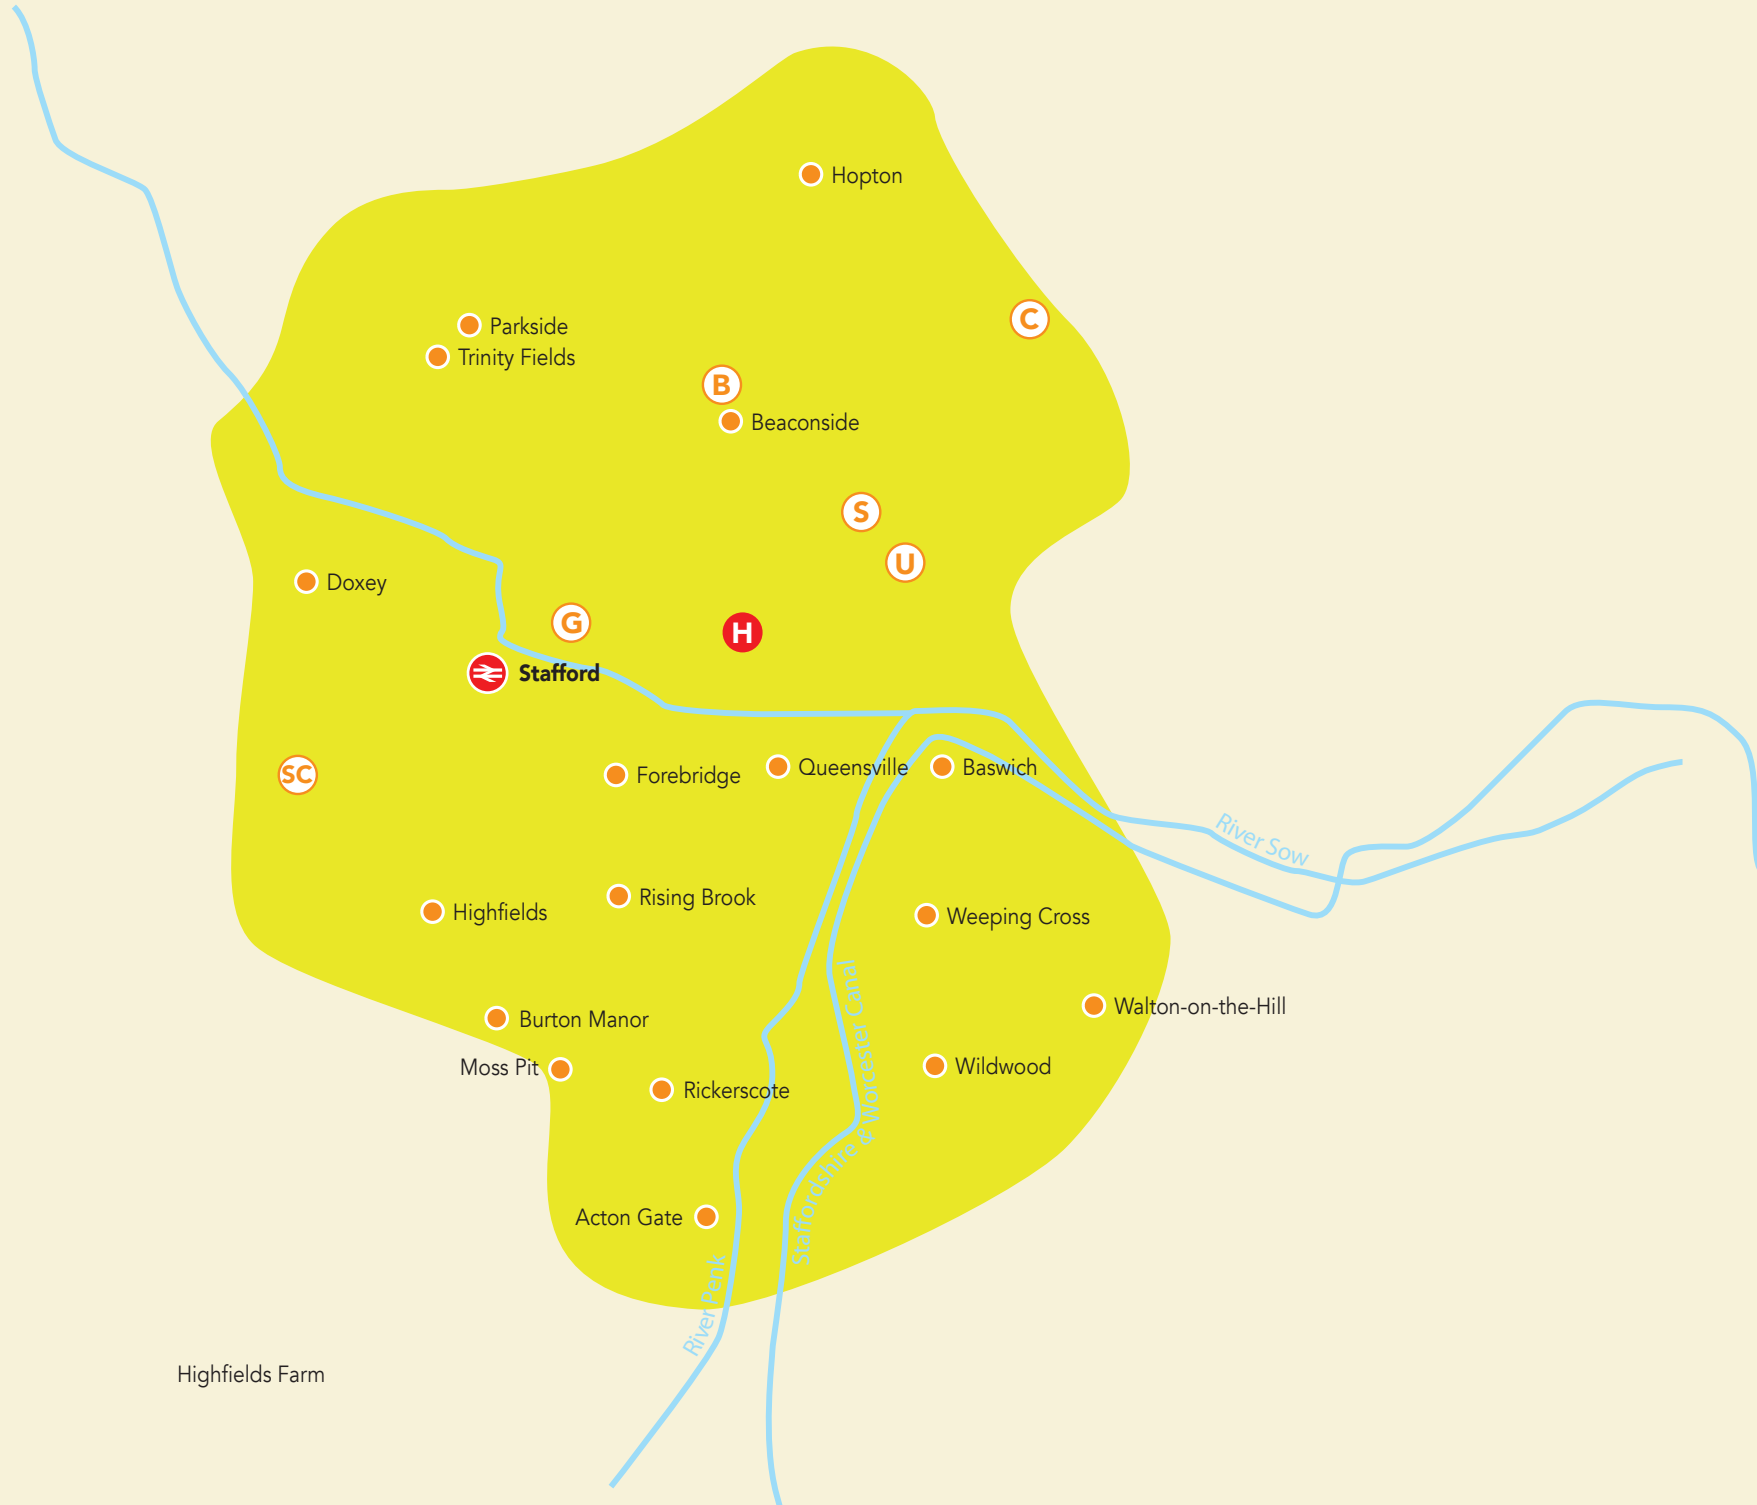 Hopton
C
Parkside
Trinity Fields
B
Beaconside
S
U
Doxey
G
H
Stafford
SC
Forebridge
Queensville
Baswich
River Sow
Rising Brook
Highfields
Weeping Cross
Walton-on-the-Hill
Burton Manor
Moss Pit
Wildwood
Rickerscote
Staffordshire & Worcester Canal
Acton Gate
River Penk
Highfields Farm